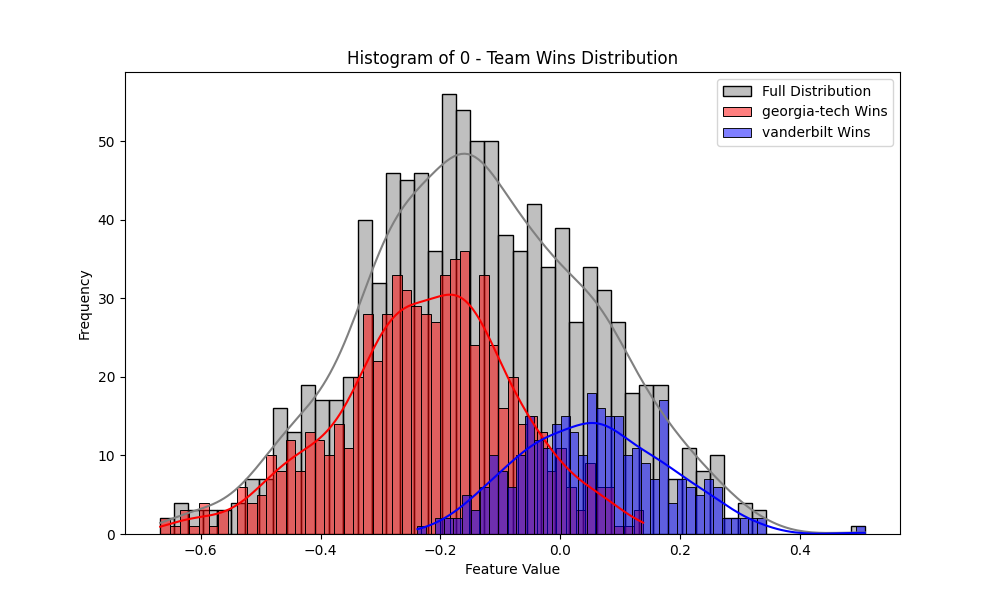 Histogram of 0 - Team Wins Distribution
Full Distribution
georgia-tech Wins
vanderbilt Wins
Frequency
50
40
30
20
10
0
−0.6 −0.4 −0.2 0.0 0.2 0.4
Feature Value